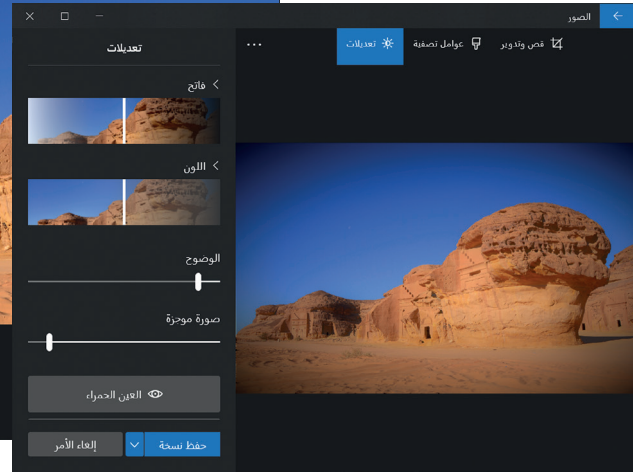 الصور
قص وتدوير
عوامل تصفية
تعديلات
تعديلات
فاتح
اللون
الوضوح
صورة موجزة
العين الحمراء
حفظ نسخة
إلغاء الأمر